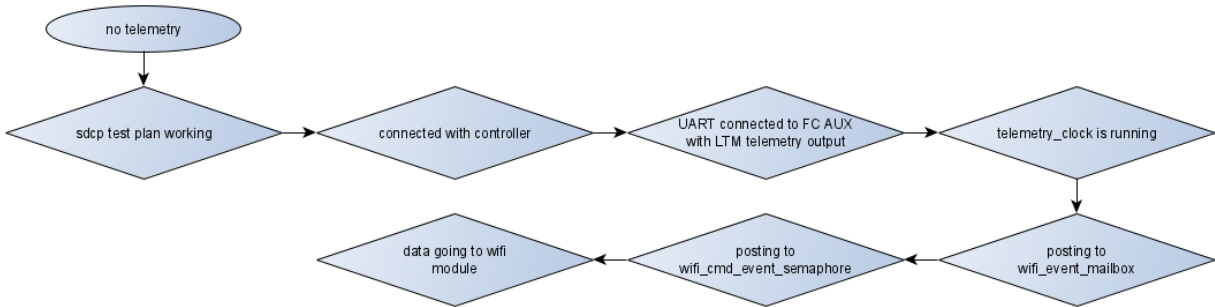 no telemetry
sdcp test plan working
connected with controller
UART connected to FC AUX
with LTM telemetry output
telemetry_clock is running
posting to
wifi_event_mailbox
posting to
wifi_cmd_event_semaphore
data going to wifi
module